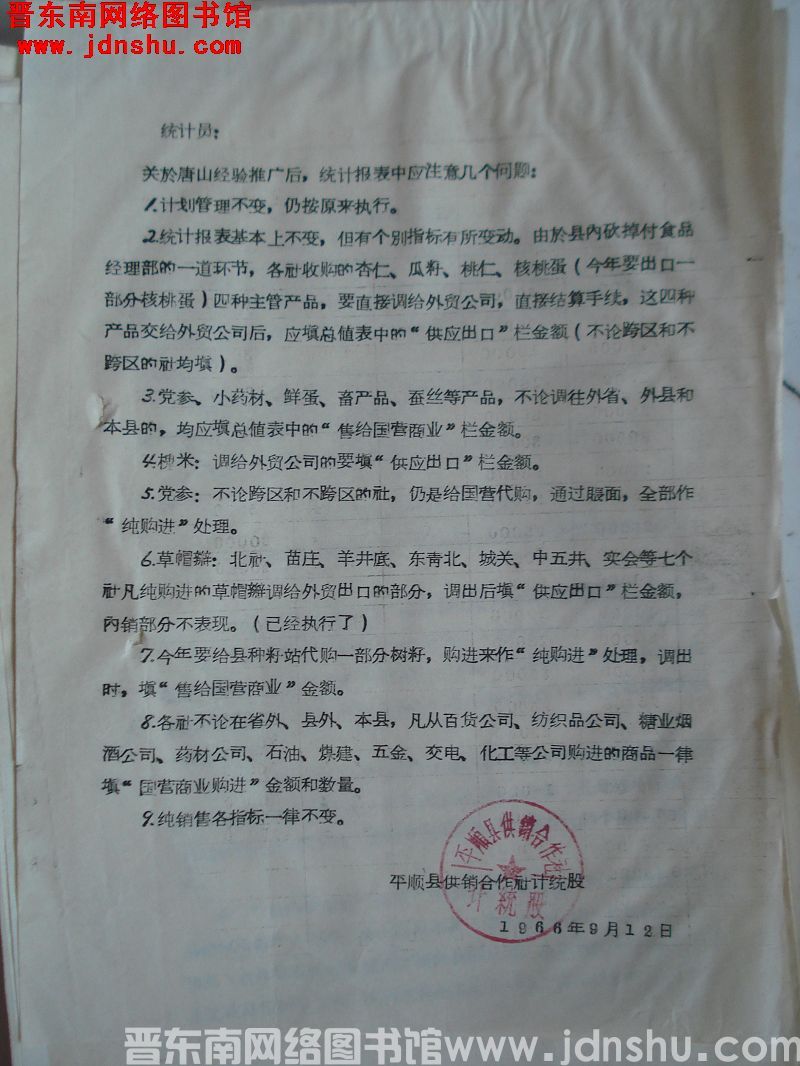 晋东南网络图书馆
www.jdnshu.com
统计员：
关於唐山经验推广后，统计报表中应注意几个问题：
1.计划管理不变，仍按原来执行。
2.统计报表基本上不变，但有个别指标有所变动。由於县内砍掉付食品
经理部的一道环节，各社收购的杏仁、瓜籽、桃仁、核桃蛋（今年要出口一
部分核桃蛋）四种主管产品，要直接调给外贸公司，直接结算手续，这四种
产品交给外贸公司后，应填总值表中的“供应出口”栏金额（不论跨区和不
跨区的社均填）。
3.党参、小药材、鲜蛋、畜产品、蚕丝等产品，不论调往外省、外县和
本县的，均应填总值表中的“售给国营商业”栏金额。
4.梗米：调给外贸公司的要填“供应出口”栏金额。
5.党参：不论跨区和不跨区的社，仍是给国营代购，通过賬面，全部作
“纯购进”处理。
6.草帽辮：北社、苗庄、羊井底、东青北、城关、中五井、实会等七个
社凡纯购进的草帽辮调给外贸出口的部分，调出后填“供应出口”栏金额，
内销部分不表现。（已经执行了）
7.今年要给县种籽站代购一部分树籽，购进来作“纯购进”处理，调出
时，填“售给国营商业”金额。
8.各社不论在省外、县外、本县，凡从百货公司、纺织品公司、糖业烟
酒公司、药材公司、石油、煤建、五金、交电、化工等公司购进的商品一律
填“国营商业购进”金额和数量。
9.纯销售各指标一律不变。
平顺县供销合作社
平顺县供销合作社计统股
计統股
1966年9月12日
晋东南网络图书馆www.jdnshu.com